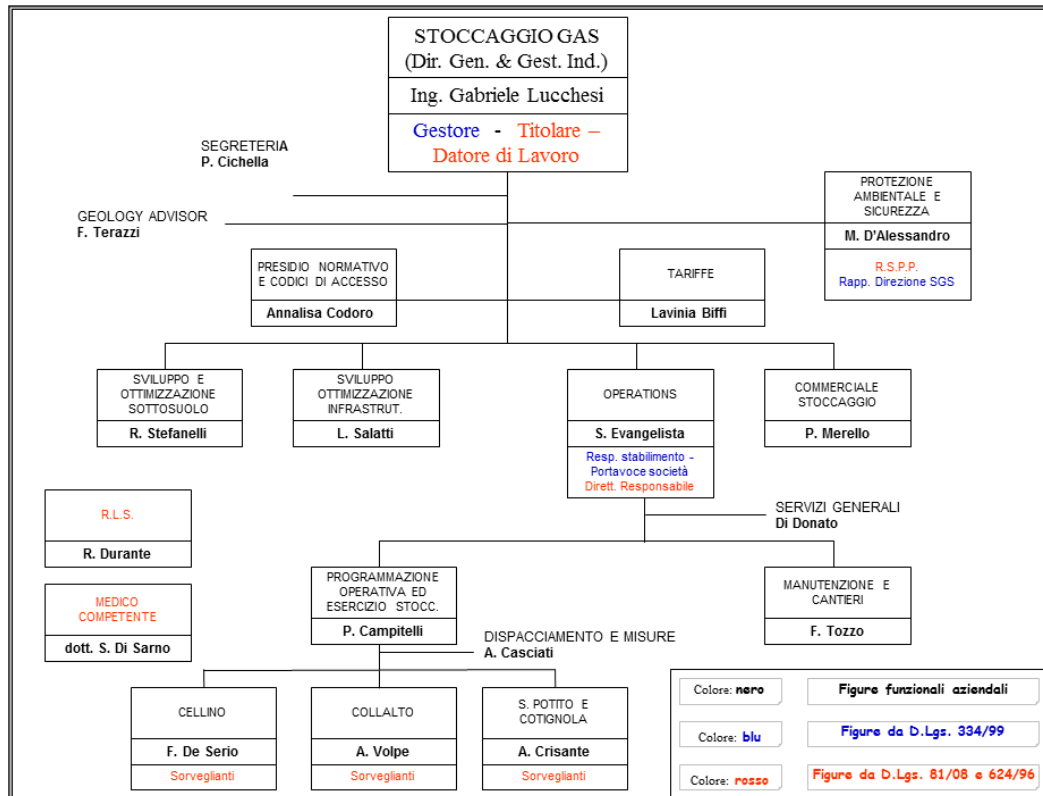 STOCCAGGIO GAS
(Dir. Gen. & Gest. Ind.)
Ing. Gabriele Lucchesi
Gestore - Titolare –
Datore di Lavoro
SEGRETERIA
P. Cichella
GEOLOGY ADVISOR
F. Terazzi
PROTEZIONE
AMBIENTALE E
SICUREZZA
M. D'Alessandro
R.S.P.P.
Rapp. Direzione SGS
PRESIDIO NORMATIVO
E CODICI DI ACCESSO
Annalisa Codoro
TARIFFE
Lavinia Biffi
SVILUPPO E
OTTIMIZZAZIONE
SOTTOSUOLO
R. Stefanelli
SVILUPPO
OTTIMIZZAZIONE
INFRASTRUT.
L. Salatti
OPERATIONS
S. Evangelista
Resp. stabilimento -
Portavoce società
Dirett. Responsabile
COMMERCIALE
STOCCAGGIO
P. Merello
R.L.S.
R. Durante
SERVIZI GENERALI
Di Donato
MEDICO
COMPETENTE
dott. S. Di Sarno
PROGRAMMAZIONE
OPERATIVA ED
ESERCIZIO STOCC.
P. Campitelli
MANUTENZIONE E
CANTIERI
F. Tozzo
DISPACCIAMENTO E MISURE
A. Casciati
CELLINO
F. De Serio
Sorveglianti
COLLALTO
A. Volpe
Sorveglianti
S. POTITO E
COTIGNOLA
A. Crisante
Sorveglianti
Colore: nero
Figure funzionali aziendali
Colore: blu
Figure da D.Lgs. 334/99
Colore: rosso
Figure da D.Lgs. 81/08 e 624/96